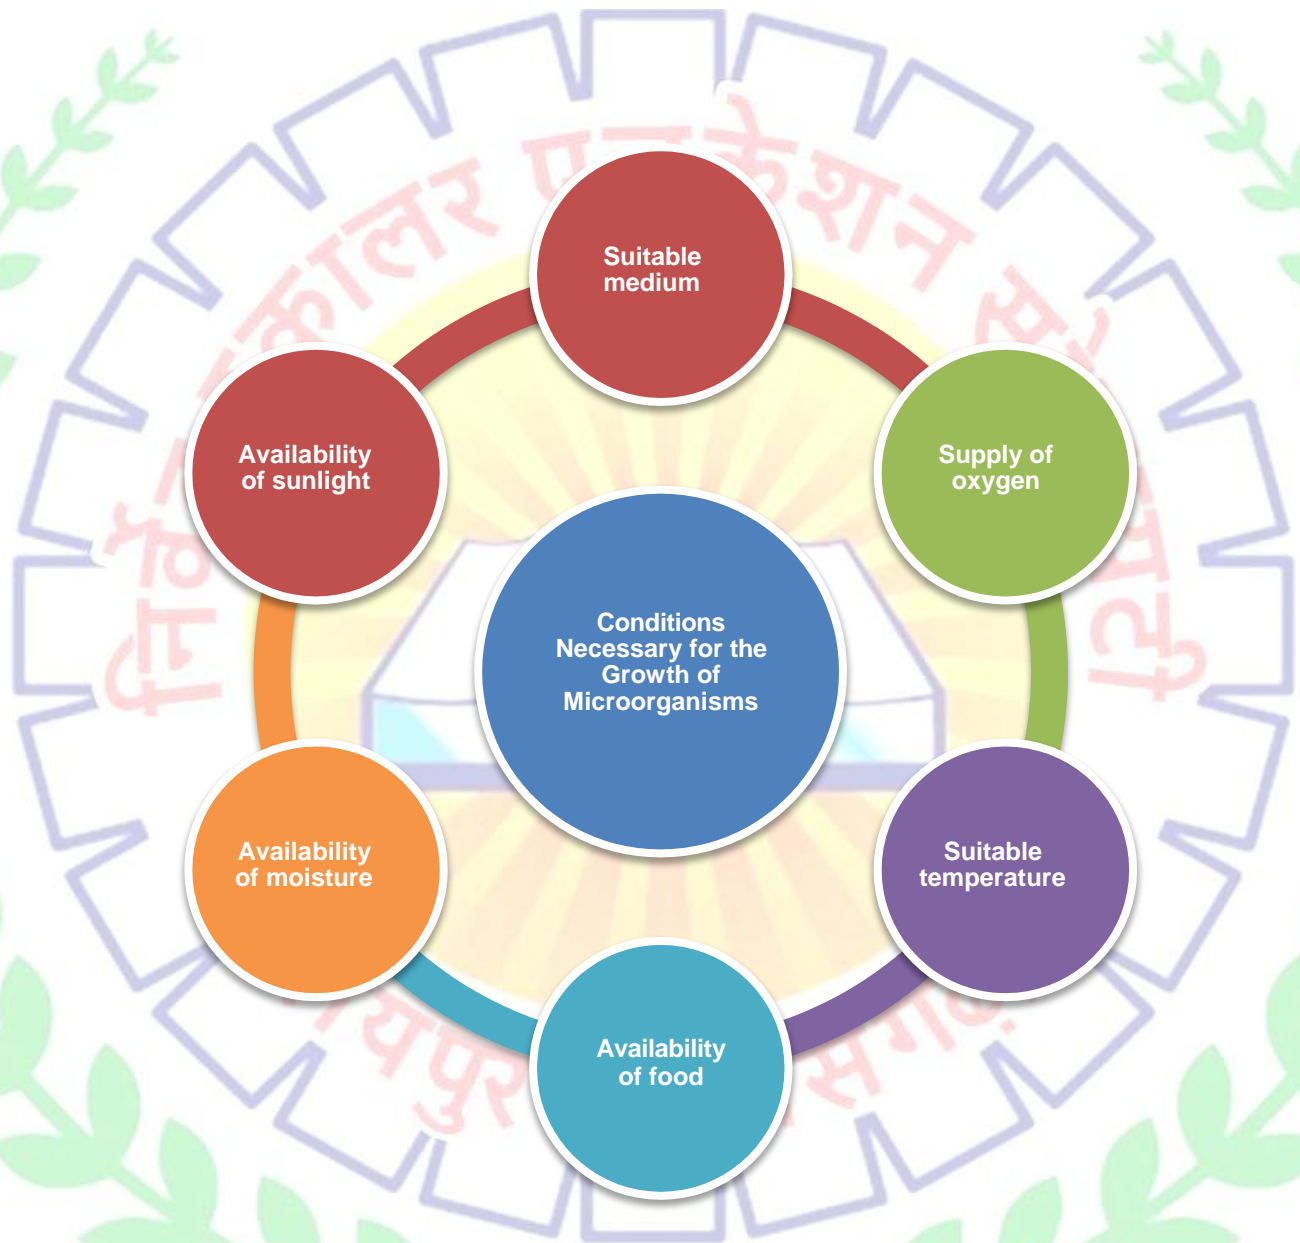 Suitable
medium
Supply of
oxygen
Suitable
temperature
Availability
of food
Availability
of moisture
Availability
of sunlight
Conditions
Necessary for the
Growth of
Microorganisms